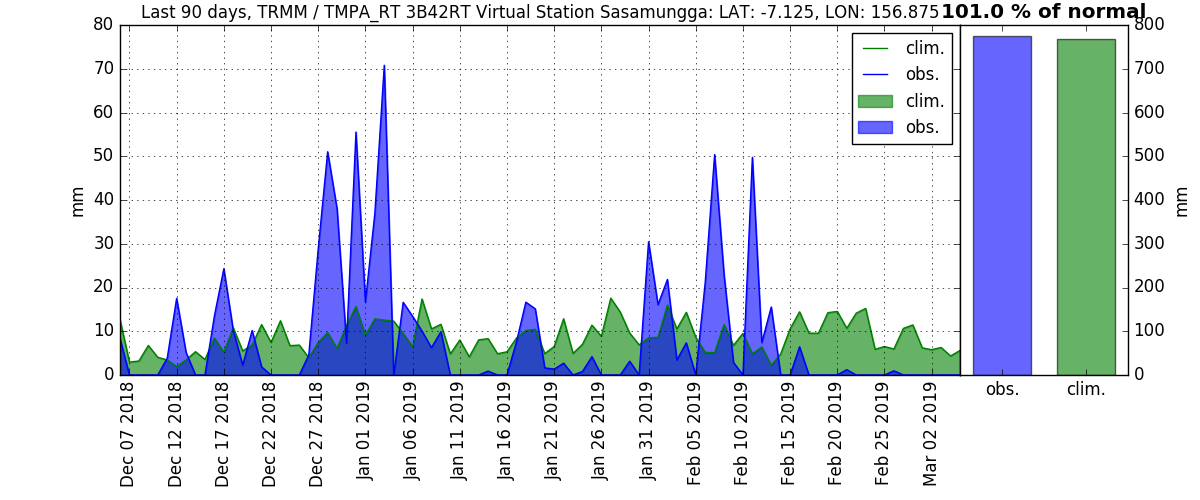 Last 90 days, TRMM / TMPA_RT 3B42RT Virtual Station Sasamungga: LAT: -7.125, LON: 156.875
101.0 % of normal
80
70
60
50
40
30
20
10
0
mm
clim.
obs.
clim.
obs.
Dec 07 2018
Dec 12 2018
Dec 17 2018
Dec 22 2018
Dec 27 2018
Jan 01 2019
Jan 06 2019
Jan 11 2019
Jan 16 2019
Jan 21 2019
Jan 26 2019
Jan 31 2019
Feb 05 2019
Feb 10 2019
Feb 15 2019
Feb 20 2019
Feb 25 2019
Mar 02 2019
800
700
600
500
400
300
200
100
0
mm
obs.
clim.